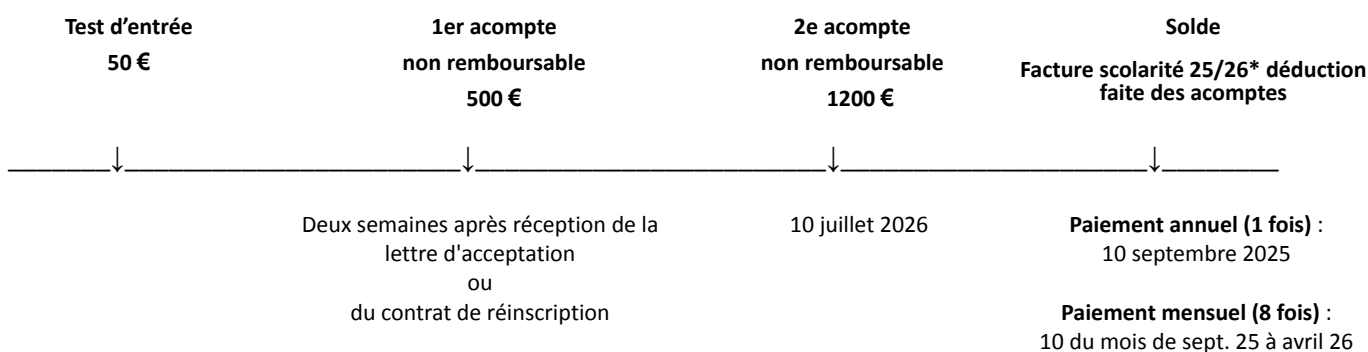 Test d’entrée
50 €
1er acompte
non remboursable
500 €
2e acompte
non remboursable
1200 €
Solde
Facture scolarité 25/26* déduction
faite des acomptes
Deux semaines après réception de la
lettre d'acceptation
ou
du contrat de réinscription
10 juillet 2026
Paiement annuel (1 fois) :
10 septembre 2025
Paiement mensuel (8 fois) :
10 du mois de sept. 25 à avril 26